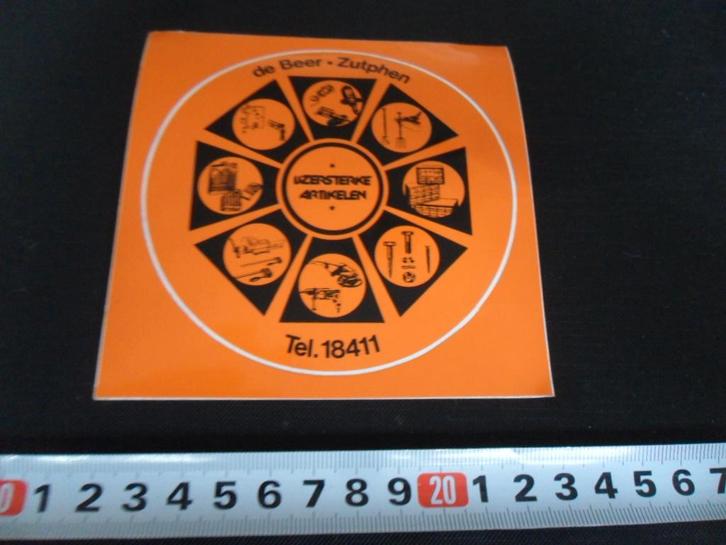 de Beer • Zutphen
IJZERSTERKE
ARTIKELEN
Tel. 18411
0 1 2 3 4 5 6 7 8 9 20 1 2 3 4 5 6 7